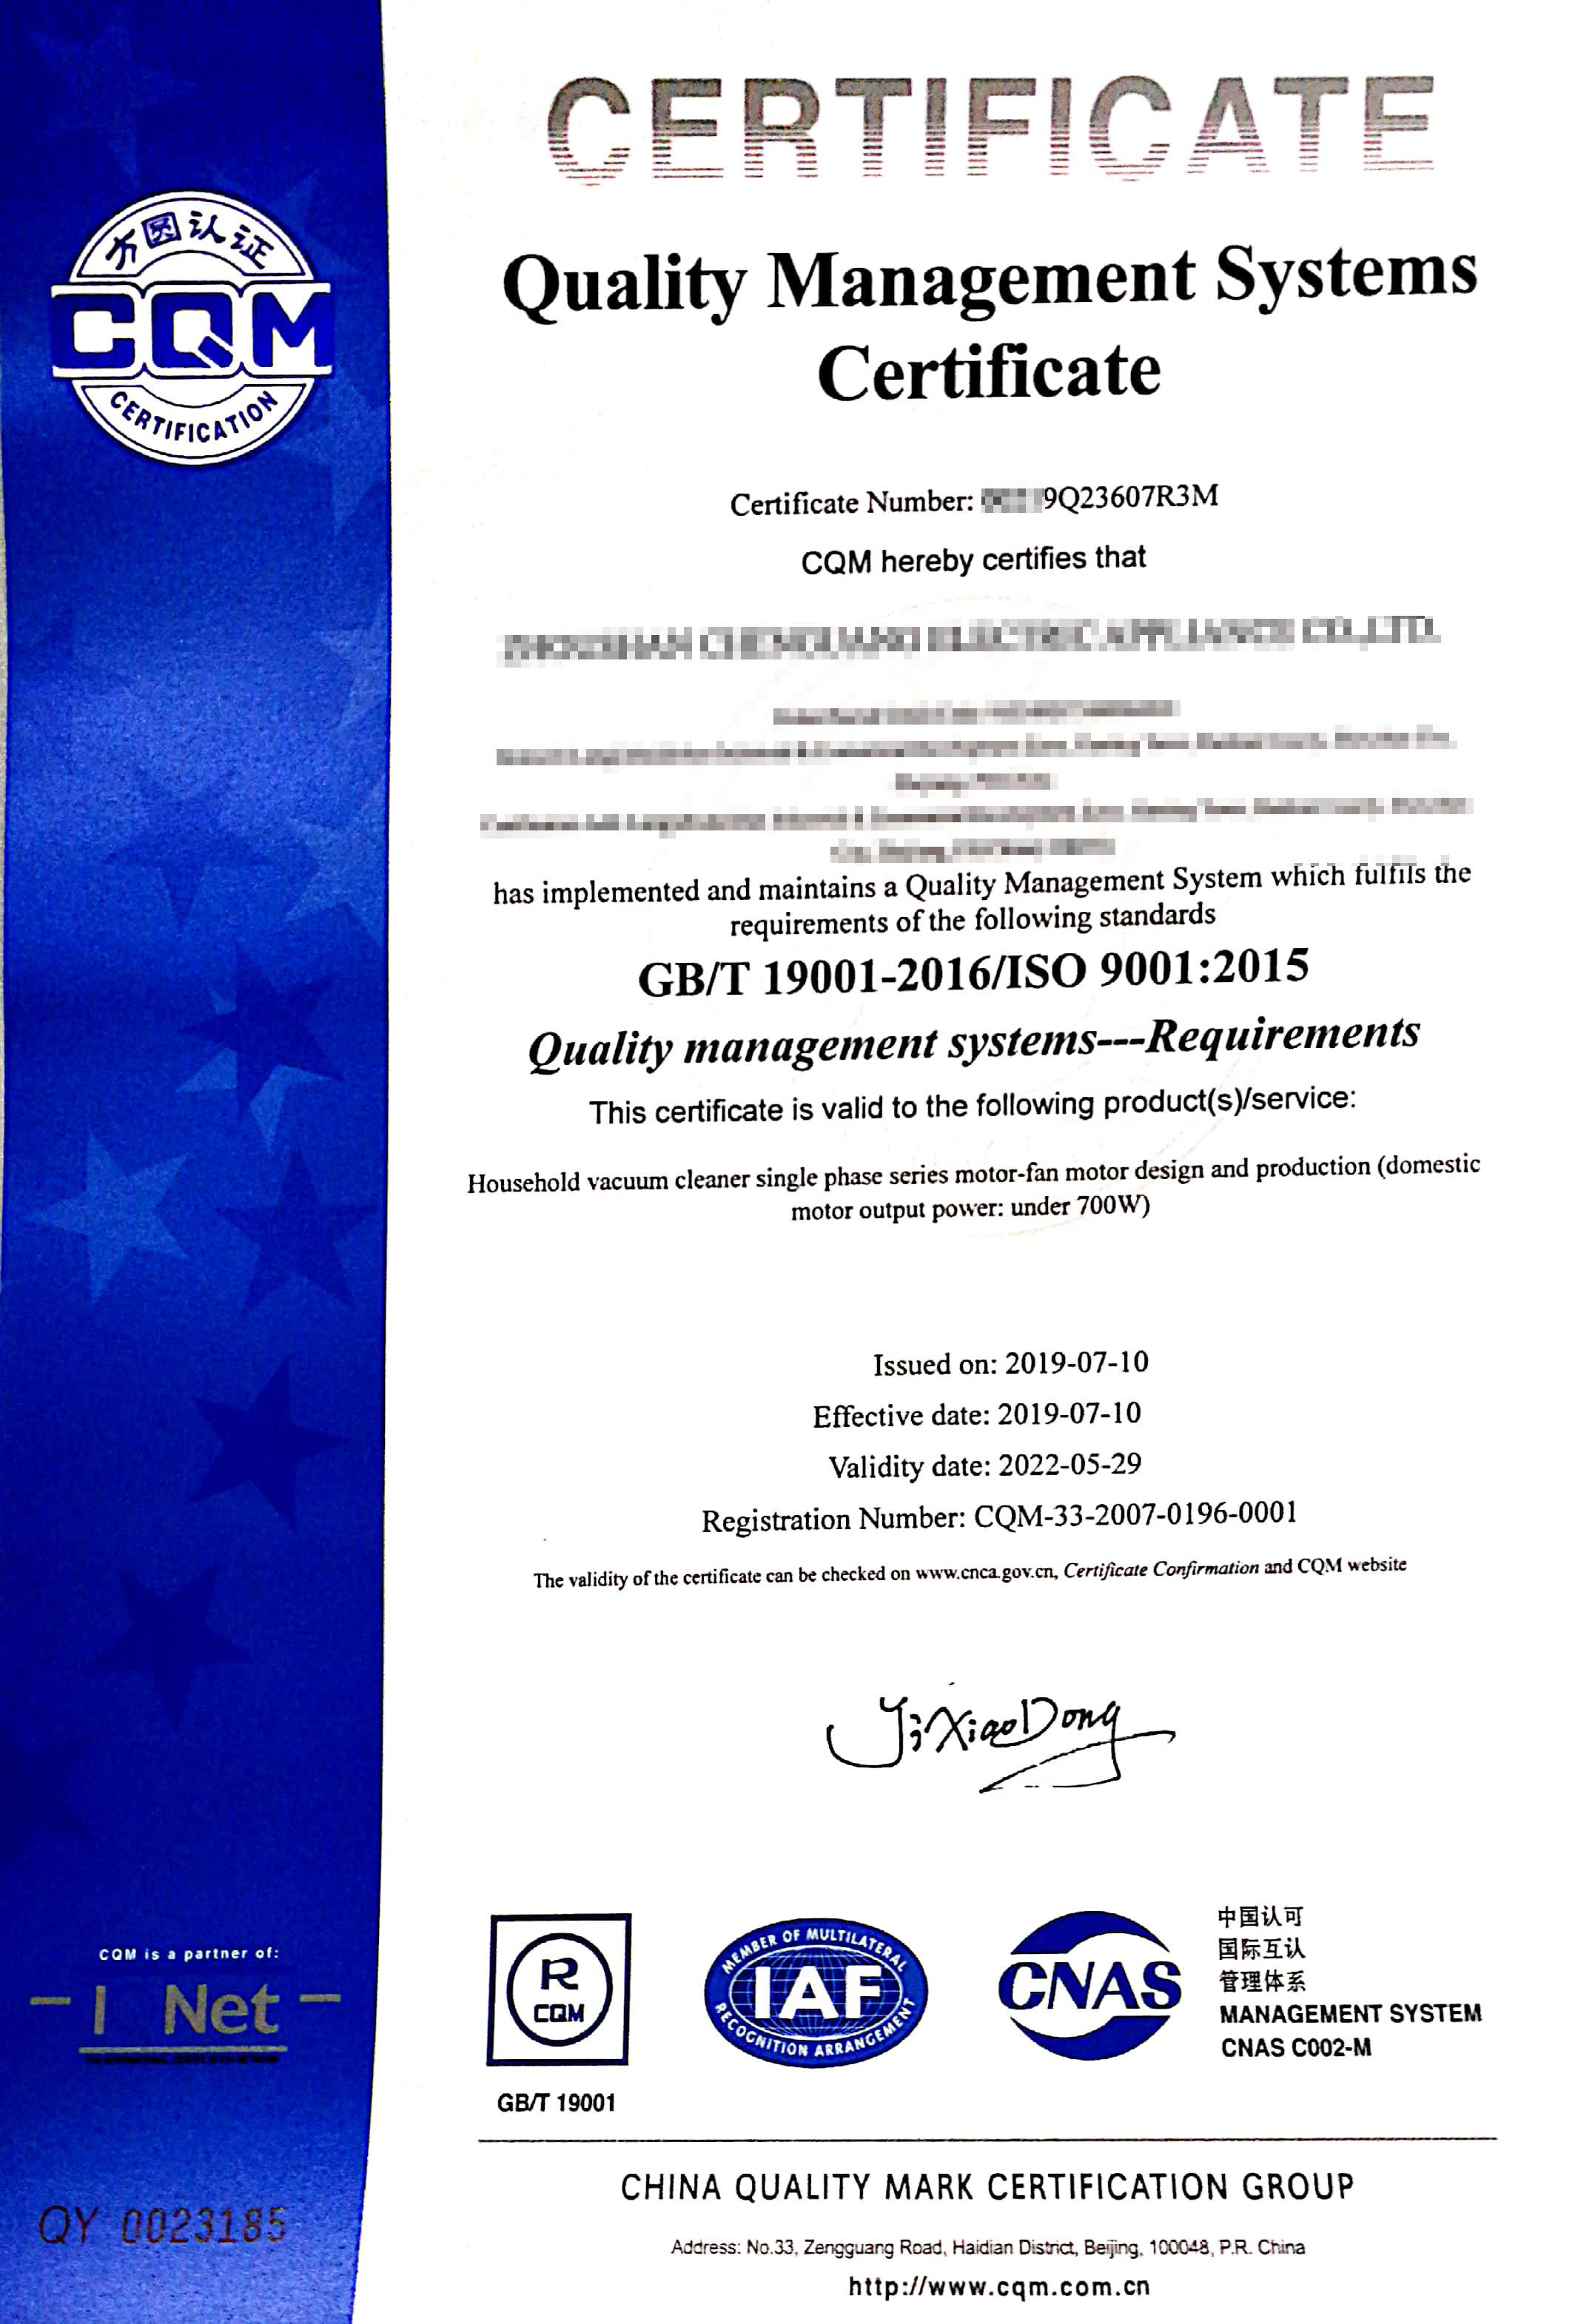 CERTIFICATE
方圆认证
CQM
CERTIFICATION
Quality Management Systems
Certificate
Certificate Number: 9Q23607R3M
CQM hereby certifies that
ELECTRIC APPLIANCE CO.,LTD.
has implemented and maintains a Quality Management System which fulfils the
requirements of the following standards
GB/T 19001-2016/ISO 9001:2015
Quality management systems---Requirements
This certificate is valid to the following product(s)/service:
Household vacuum cleaner single phase series motor-fan motor design and production (domestic
motor output power: under 700W)
Issued on: 2019-07-10
Effective date: 2019-07-10
Validity date: 2022-05-29
Registration Number: CQM-33-2007-0196-0001
The validity of the certificate can be checked on www.cnca.gov.cn, Certificate Confirmation and CQM website
Yi XiaoDong
CQM is a partner of:
- I Net -
R
CQM
GB/T 19001
MEMBER OF MULTILATERAL
IAF
RECOGNITION ARRANGEMENT
CNAS
中国认可
国际互认
管理体系
MANAGEMENT SYSTEM
CNAS C002-M
CHINA QUALITY MARK CERTIFICATION GROUP
QY 0023185
Address: No.33, Zengguang Road, Haidian District, Beijing, 100048, P.R. China
http://www.cqm.com.cn